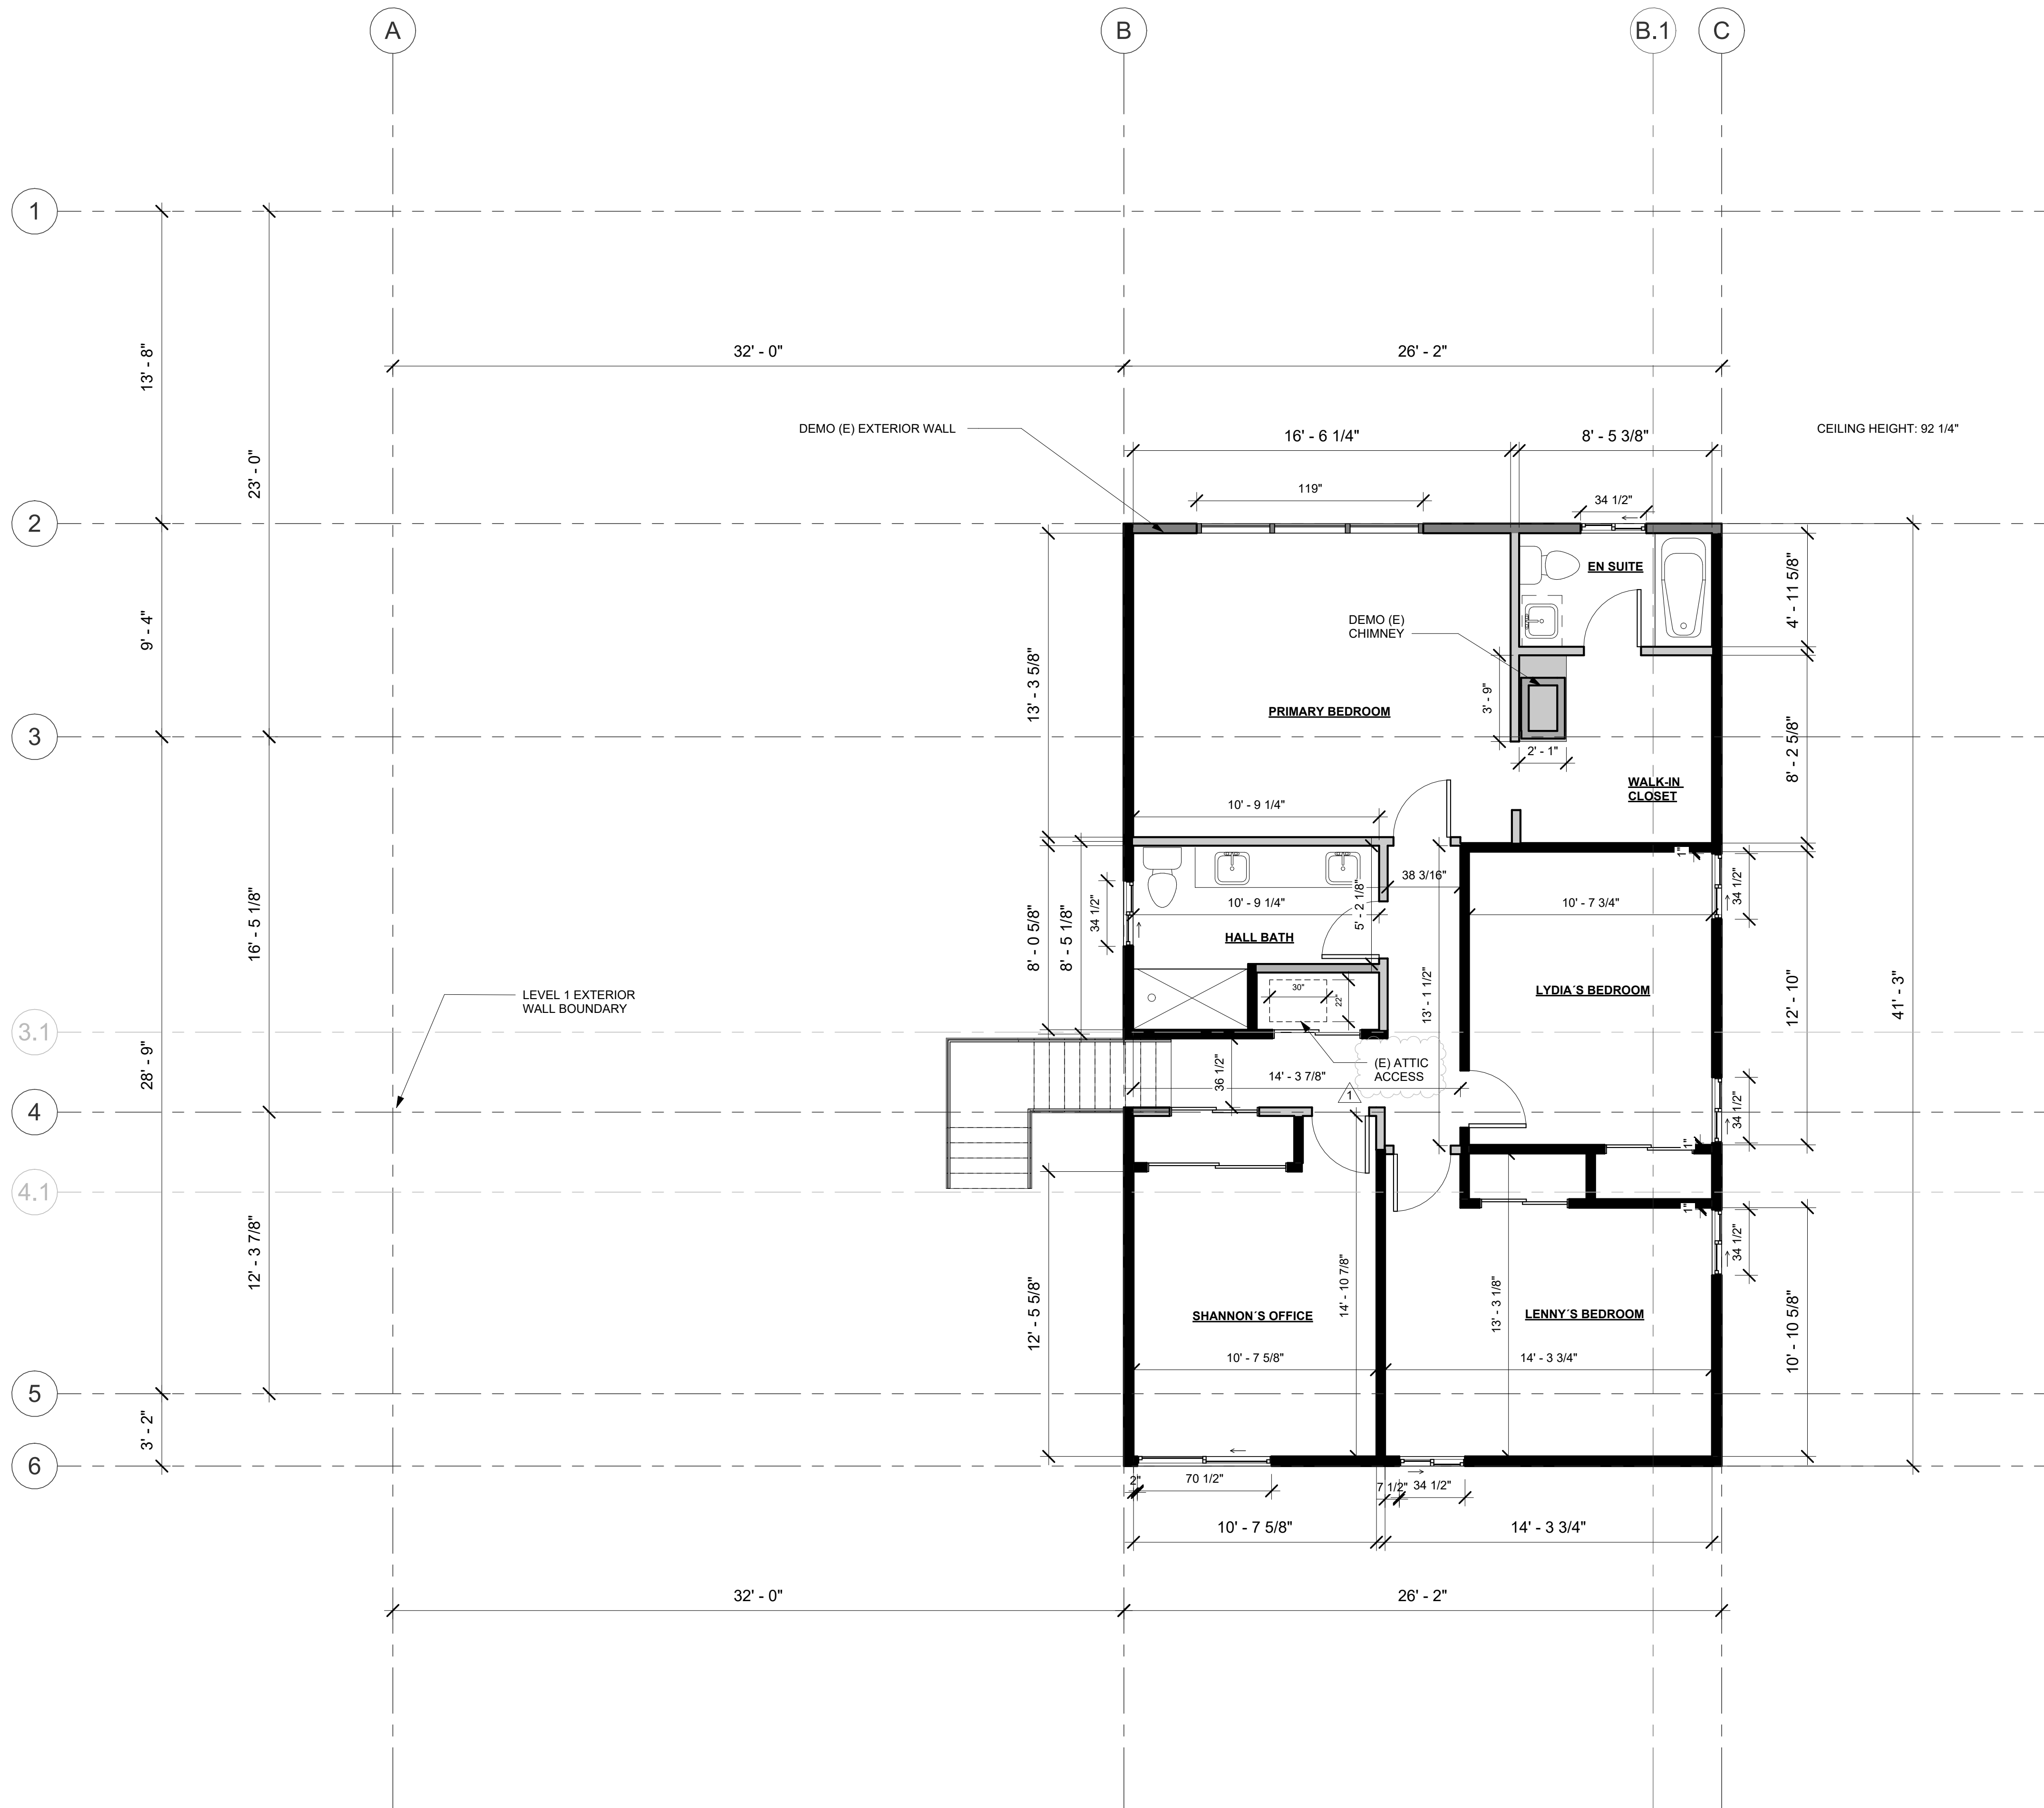 A
B
B.1
C
1
32' - 0"
26' - 2"
13' - 8"
DEMO (E) EXTERIOR WALL
16' - 6 1/4"
8' - 5 3/8"
CEILING HEIGHT: 92 1/4"
23' - 0"
119"
34 1/2"
2
EN SUITE
4' - 11 5/8"
9' - 4"
DEMO (E)
CHIMNEY
13' - 3 5/8"
3' - 9"
PRIMARY BEDROOM
3
2' - 1"
8' - 2 5/8"
WALK-IN
CLOSET
10' - 9 1/4"
1"
38 3/16"
34 1/2"
16' - 5 1/8"
8' - 0 5/8"
8' - 5 1/8"
34 1/2"
10' - 9 1/4"
5' - 2 1/8"
10' - 7 3/4"
HALL BATH
LEVEL 1 EXTERIOR
WALL BOUNDARY
30"
22"
13' - 1 1/2"
LYDIA´S BEDROOM
12' - 10"
41' - 3"
3.1
28' - 9"
36 1/2"
14' - 3 7/8"
(E) ATTIC
ACCESS
1
4
34 1/2"
1"
4.1
1"
34 1/2"
12' - 3 7/8"
12' - 5 5/8"
14' - 10 7/8"
13' - 3 1/8"
SHANNON´S OFFICE
LENNY´S BEDROOM
10' - 10 5/8"
10' - 7 5/8"
14' - 3 3/4"
5
3' - 2"
6
2"
70 1/2"
7 1/2"
34 1/2"
10' - 7 5/8"
14' - 3 3/4"
32' - 0"
26' - 2"